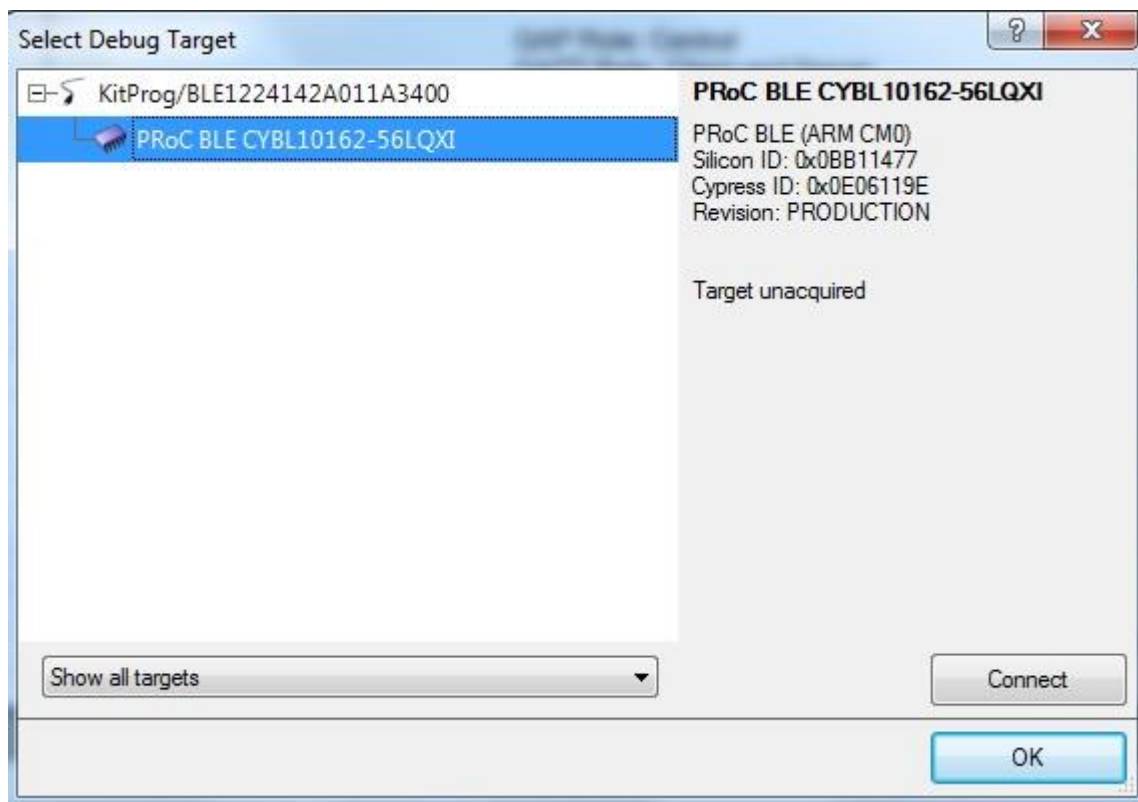 Select Debug Target
KitProg/BLE1224142A011A3400
PRoC BLE CYBL10162-56LQXI
PRoC BLE CYBL10162-56LQXI
PRoC BLE (ARM CM0)
Silicon ID: 0x0BB11477
Cypress ID: 0x0E06119E
Revision: PRODUCTION
Target unacquired
Show all targets
Connect
OK